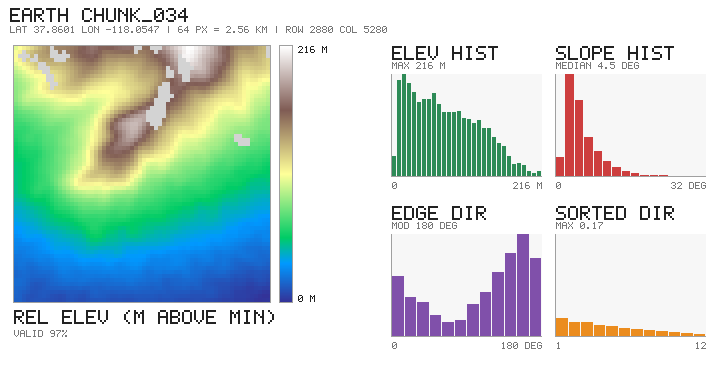 EARTH CHUNK_034
LAT 37.8601 LON -118.0547 | 64 PX = 2.56 KM | ROW 2880 COL 5280
216 M
0 M
REL ELEV (M ABOVE MIN)
VALID 97%
ELEV HIST
MAX 216 M
0 216 M
SLOPE HIST
MEDIAN 4.5 DEG
0 32 DEG
EDGE DIR
MOD 180 DEG
0 180 DEG
SORTED DIR
MAX 0.17
1 12